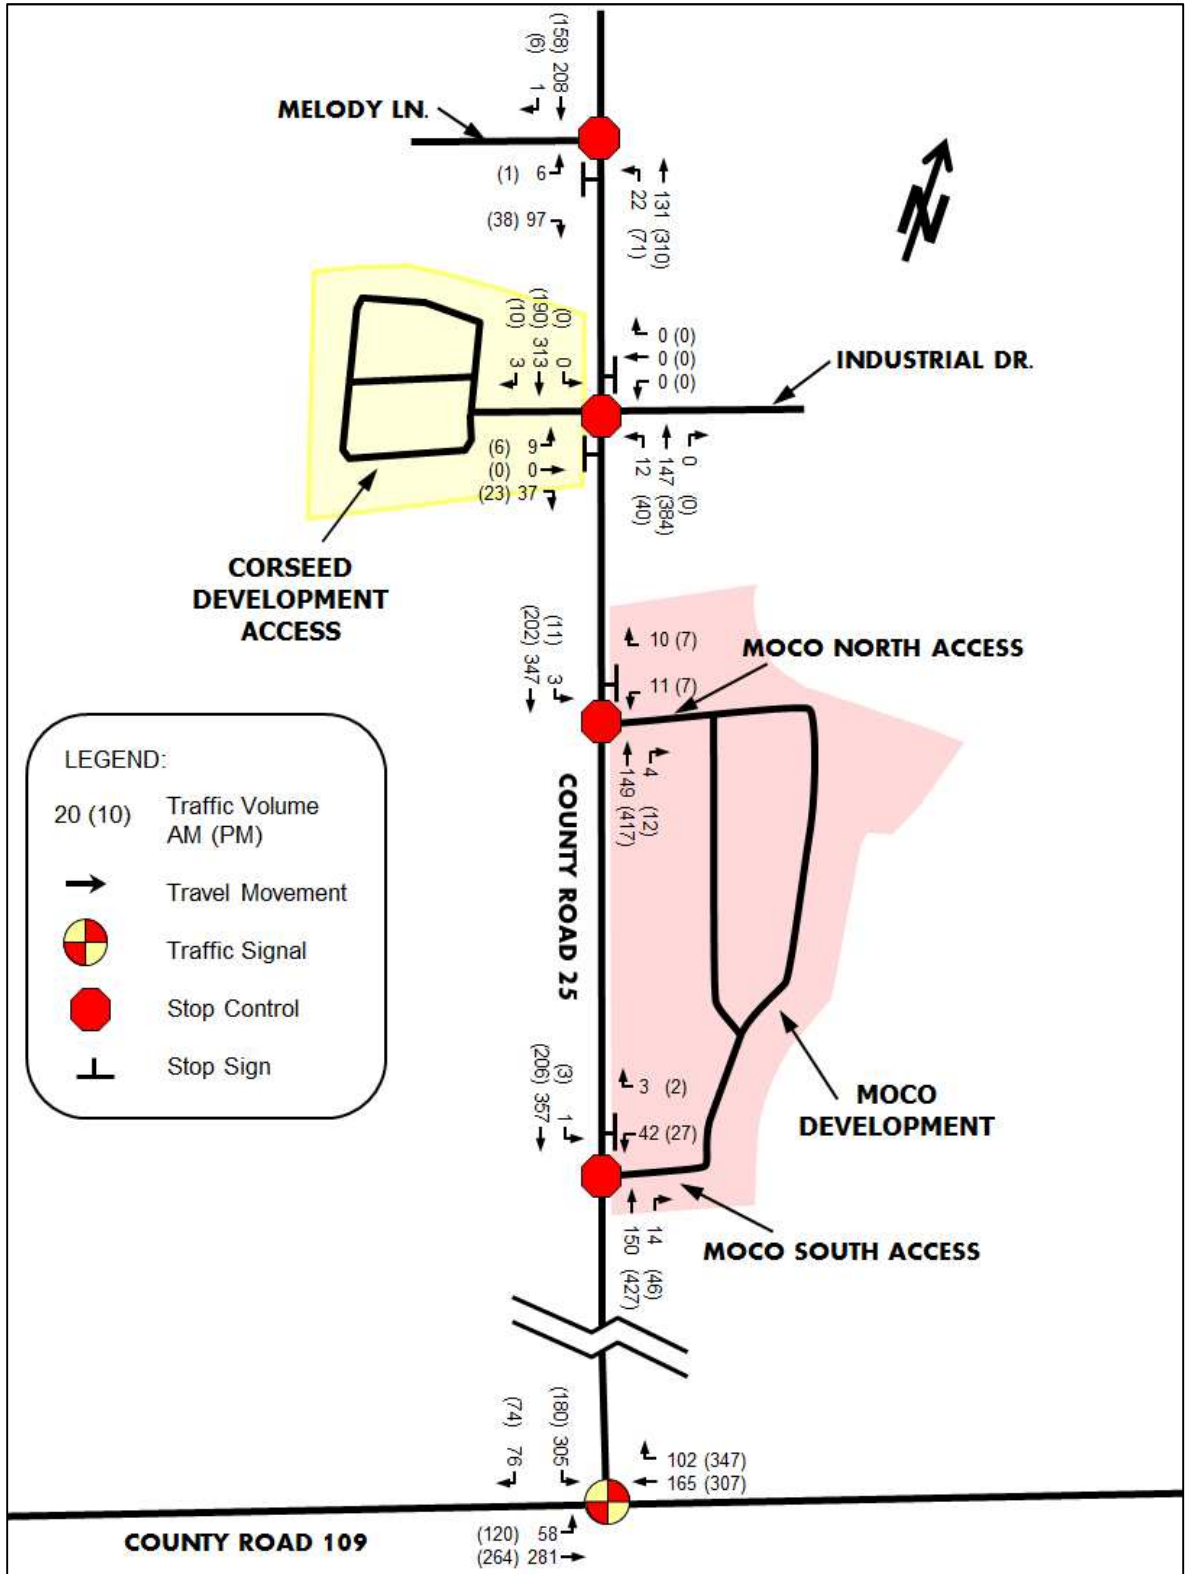 (158) 208
(6) 1
MELODY LN.
(1) 6
(38) 97
22 (71)
131 (310)
N
(0) 0
(190) 313
(10) 3
0 (0)
0 (0)
0 (0)
INDUSTRIAL DR.
(6) 9
(0) 0
(23) 37
12 (40)
147 (384)
0 (0)
CORSEED
DEVELOPMENT
ACCESS
(11) 3
(202) 347
10 (7)
MOCO NORTH ACCESS
11 (7)
4 (12)
149 (417)
LEGEND:
20 (10) Traffic Volume
AM (PM)
Travel Movement
Traffic Signal
Stop Control
Stop Sign
COUNTY ROAD 25
(3) 1
(206) 357
3 (2)
42 (27)
MOCO
DEVELOPMENT
14 (46)
150 (427)
MOCO SOUTH ACCESS
(180) 305
(74) 76
102 (347)
165 (307)
COUNTY ROAD 109
(120) 58
(264) 281